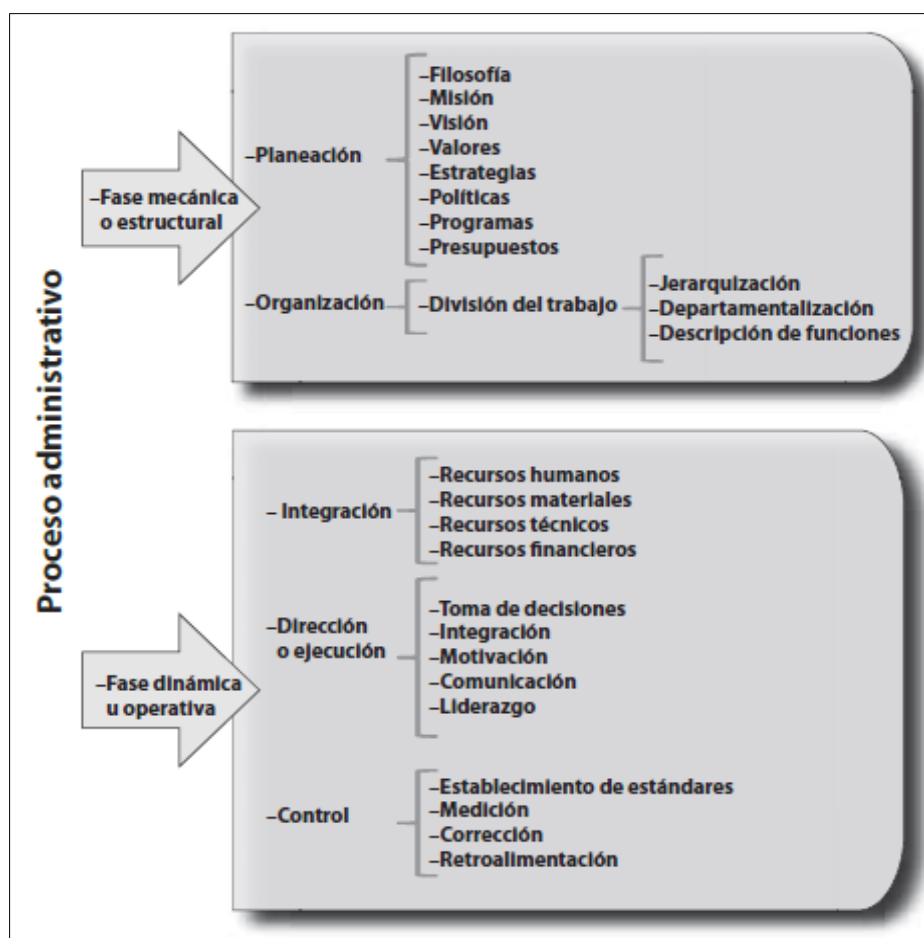 Proceso administrativo
–Fase mecánica
o estructural
–Planeación
–Filosofía
–Misión
–Visión
–Valores
–Estrategias
–Políticas
–Programas
–Presupuestos
–Organización
–División del trabajo
–Jerarquización
–Departamentalización
–Descripción de funciones
–Fase dinámica
u operativa
– Integración
–Recursos humanos
–Recursos materiales
–Recursos técnicos
–Recursos financieros
–Dirección
o ejecución
–Toma de decisiones
–Integración
–Motivación
–Comunicación
–Liderazgo
–Control
–Establecimiento de estándares
–Medición
–Corrección
–Retroalimentación